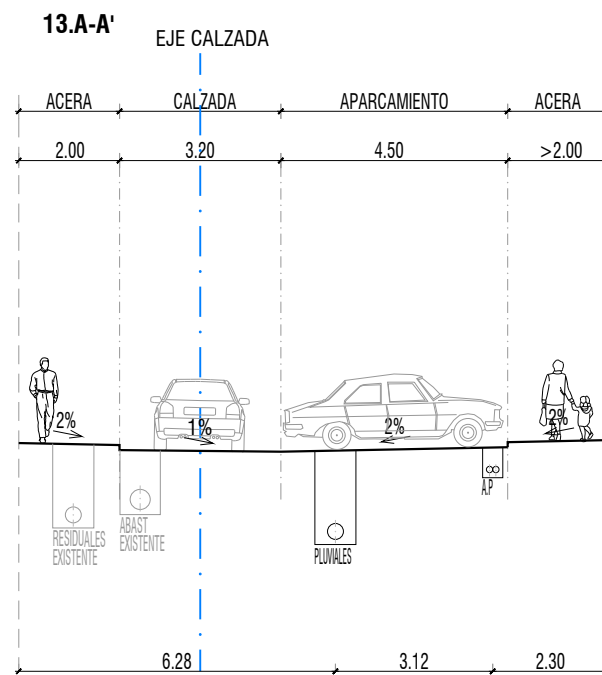 13.A-A'
EJE CALZADA
ACERA CALZADA APARCAMIENTO ACERA
2.00 3.20 4.50 >2.00
2% 1% 2% 2%
RESIDUALES
EXISTENTE
ABAST
EXISTENTE
PLUVIALES
A.P
6.28 3.12 2.30